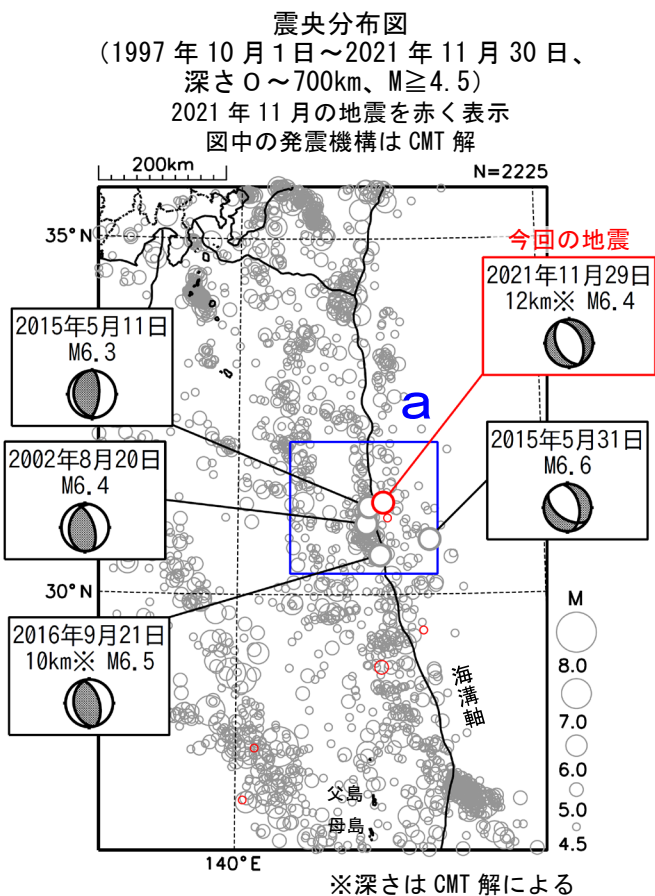 震央分布図
(1997年10月1日～2021年11月30日、
深さ0～700km、M≧4.5)
2021年11月の地震を赤く表示
図中の発震機構はCMT解
200km
N=2225
35°N
今回の地震
2021年11月29日
12km※ M6.4
2015年5月11日
M6.3
a
2002年8月20日
M6.4
2015年5月31日
M6.6
30°N
2016年9月21日
10km※ M6.5
海溝軸
M
8.0
7.0
6.0
5.0
4.5
父島
母島
140°E
※深さはCMT解による